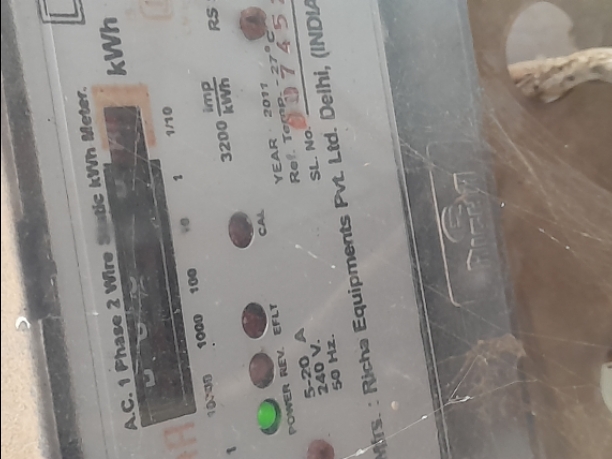 A.C. 1 Phase 2 Wire Static kWh Meter.
kWh
10000 1000 100 10 1 1/10
3200 imp/kWh
RS
POWER REV. EFLY CAL
5-20 A
240 V.
50 Hz.
YEAR : 2011
Ref. Temp. - 27°C
SL. No.
Mfrs. : Richa Equipments Pvt. Ltd. Delhi, (INDIA